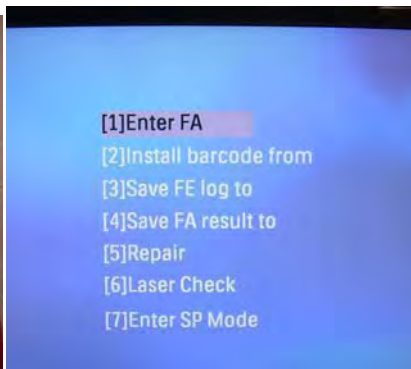 [1]Enter FA
[2]Install barcode from
[3]Save FE log to
[4]Save FA result to
[5]Repair
[6]Laser Check
[7]Enter SP Mode